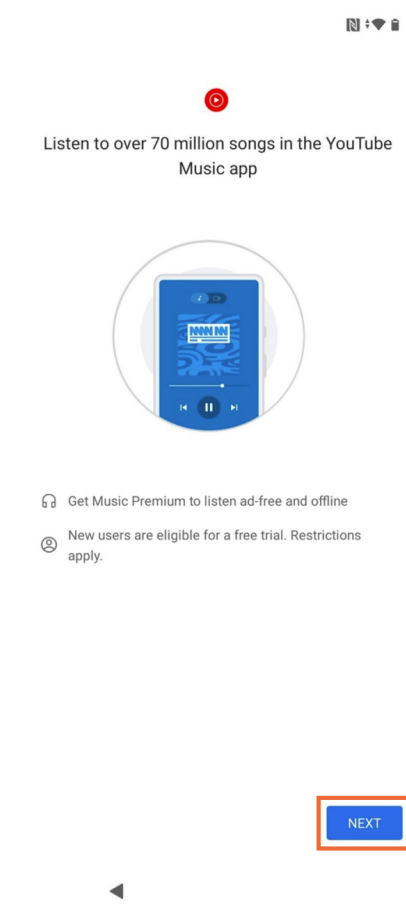 Listen to over 70 million songs in the YouTube
Music app
Get Music Premium to listen ad-free and offline
New users are eligible for a free trial. Restrictions
apply.
NEXT